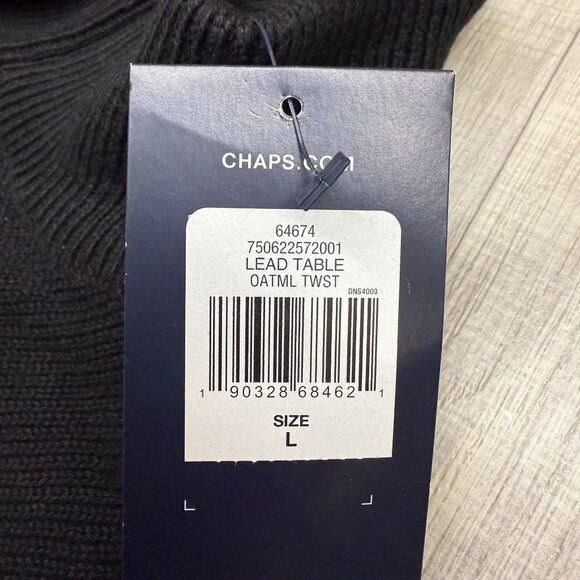 CHAPS.COM
64674
750622572001
LEAD TABLE
OATML TWST
DNS4003
1 90328 68462 1
SIZE
L